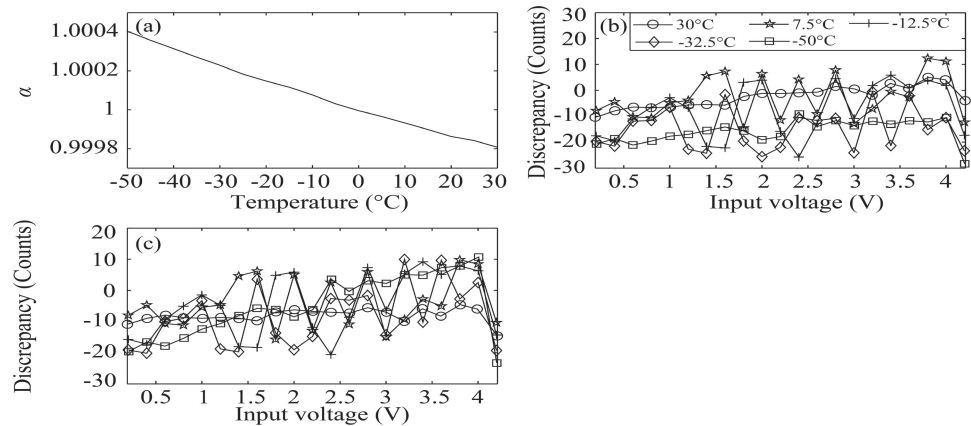 (a)
1.0004
1.0002
1
0.9998
α
-50 -40 -30 -20 -10 0 10 20 30
Temperature (°C)
(b)
30°C 7.5°C -12.5°C
-32.5°C -50°C
30
20
10
0
-10
-20
-30
Discrepancy (Counts)
0.5 1 1.5 2 2.5 3 3.5 4
Input voltage (V)
(c)
20
10
0
-10
-20
-30
Discrepancy (Counts)
0.5 1 1.5 2 2.5 3 3.5 4
Input voltage (V)